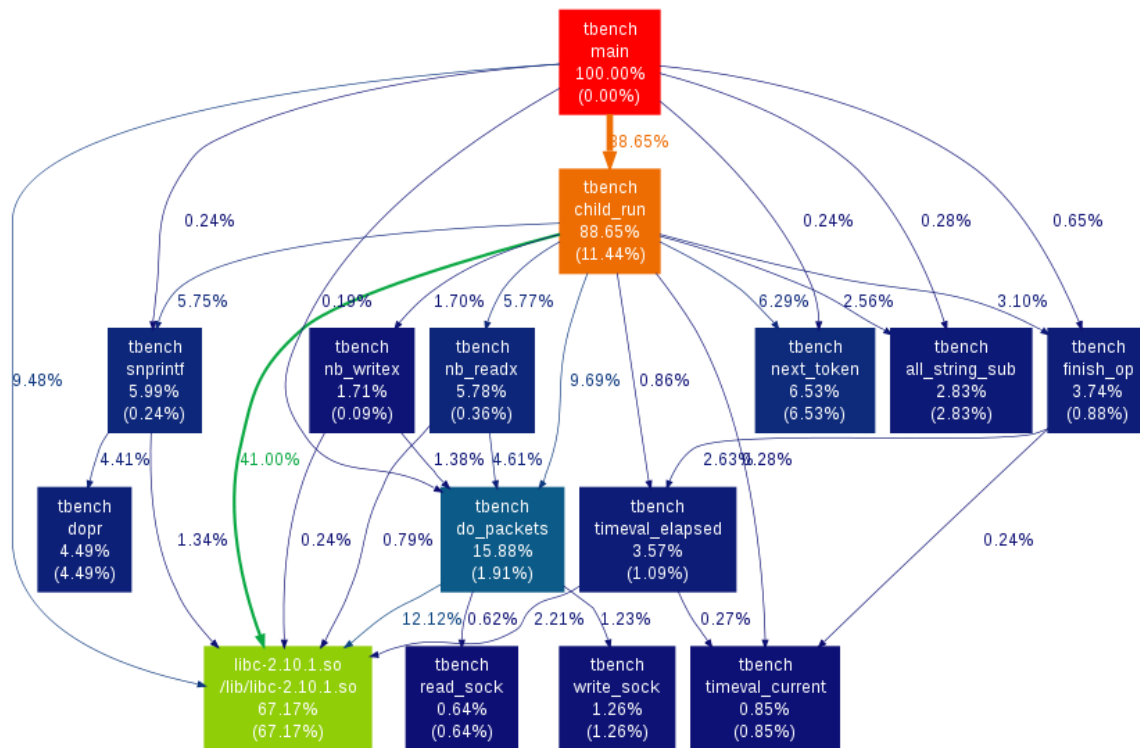 tbench
main
100.00%
(0.00%)
88.65%
tbench
child_run
88.65%
(11.44%)
0.24%
0.24%
0.28%
0.65%
5.75%
0.19%
1.70%
5.77%
6.29%
2.56%
3.10%
tbench
snprintf
5.99%
(0.24%)
tbench
nb_writex
1.71%
(0.09%)
tbench
nb_readx
5.78%
(0.36%)
tbench
next_token
6.53%
(6.53%)
tbench
all_string_sub
2.83%
(2.83%)
tbench
finish_op
3.74%
(0.88%)
9.48%
9.69%
0.86%
4.41%
41.00%
1.38%
4.61%
2.63%
0.28%
tbench
dopr
4.49%
(4.49%)
1.34%
0.24%
0.79%
tbench
do_packets
15.88%
(1.91%)
tbench
timeval_elapsed
3.57%
(1.09%)
0.24%
12.12%
0.62%
2.21%
1.23%
0.27%
libc-2.10.1.so
/lib/libc-2.10.1.so
67.17%
(67.17%)
tbench
read_sock
0.64%
(0.64%)
tbench
write_sock
1.26%
(1.26%)
tbench
timeval_current
0.85%
(0.85%)